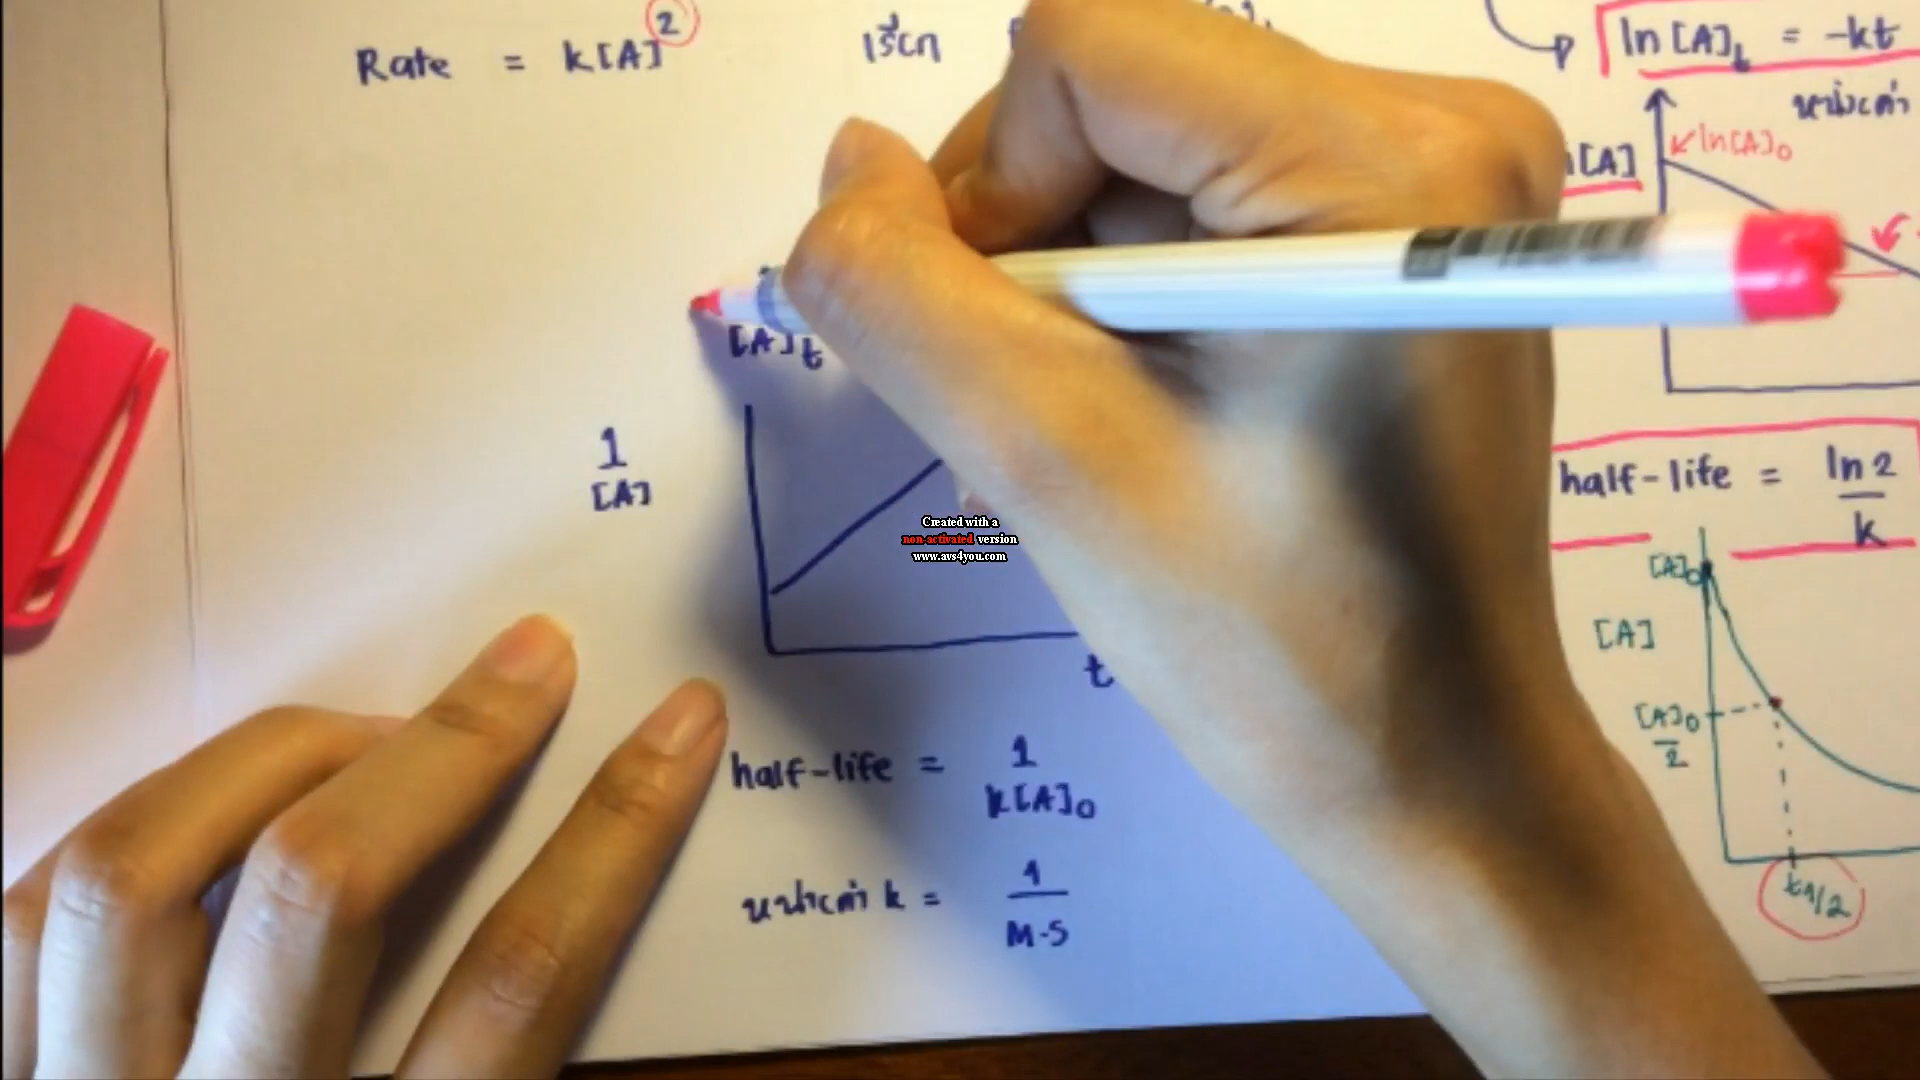 Rate = k[A]²
เรียก
[A]t
1
[A]
t
half-life = 1
k[A]0
หน่วยค่า k = 1
M·S
ln[A]t = -kt
หน่วยค่า
ln[A]0
[A]
half-life = ln2
k
[A]0
[A]
[A]0
2
t1/2
Created with a
non-activated version
www.avs4you.com